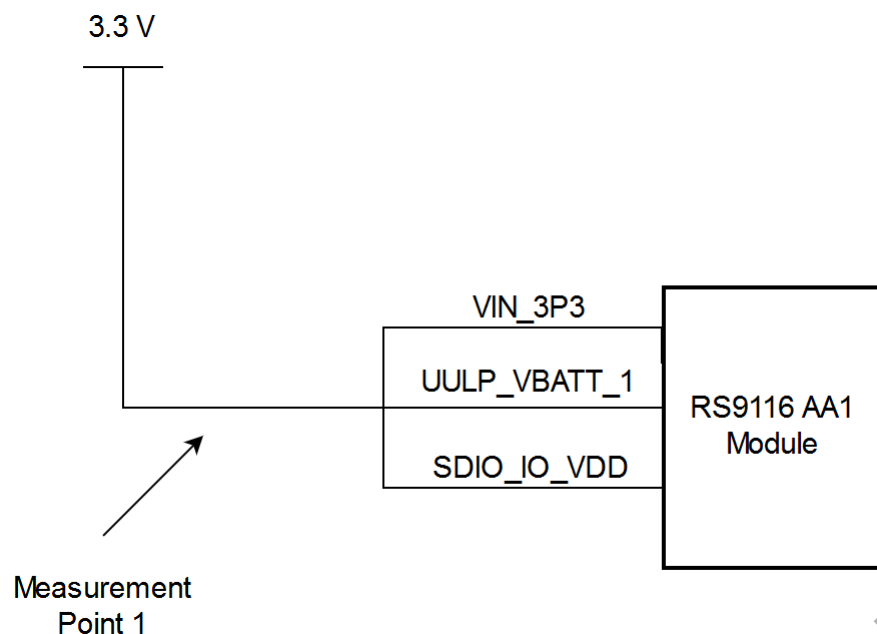 3.3 V
VIN_3P3
UULP_VBATT_1
SDIO_IO_VDD
RS9116 AA1
Module
Measurement
Point 1